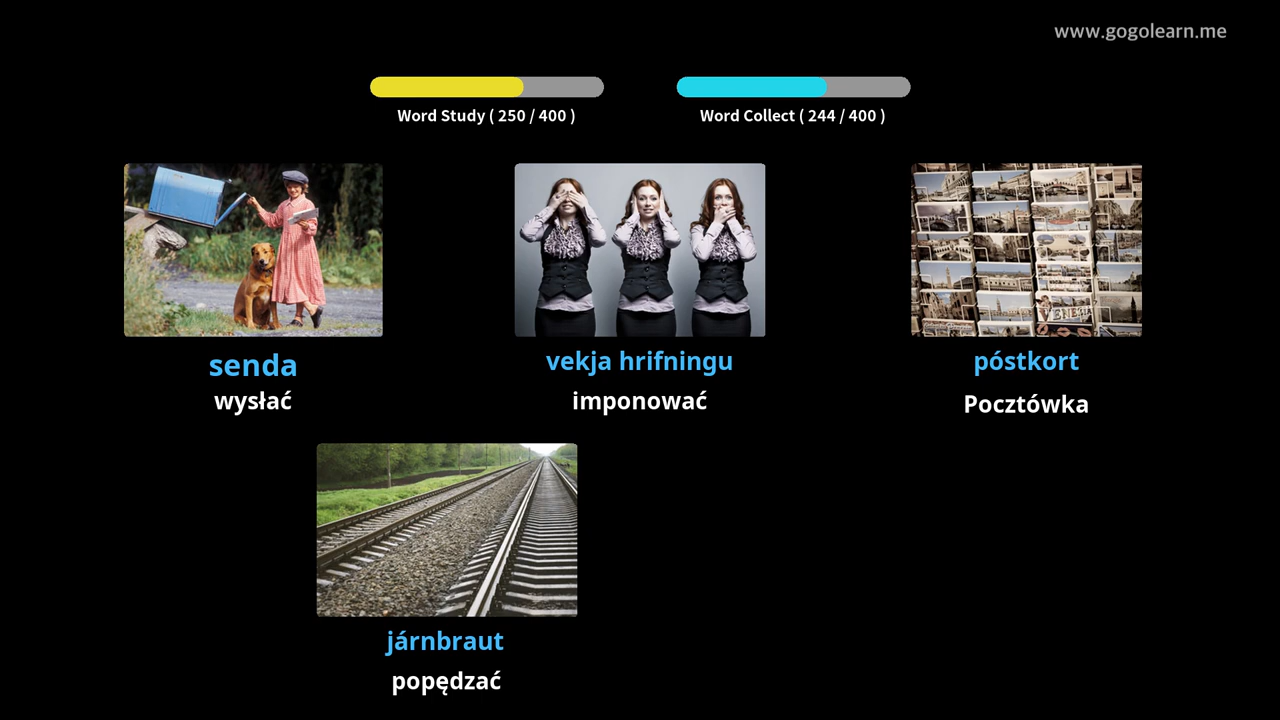 www.gogolearn.me
Word Study ( 250 / 400 )
Word Collect ( 244 / 400 )
senda
wysłać
vekja hrifningu
imponować
póstkort
Pocztówka
VENEZIA
járnbraut
popędzać